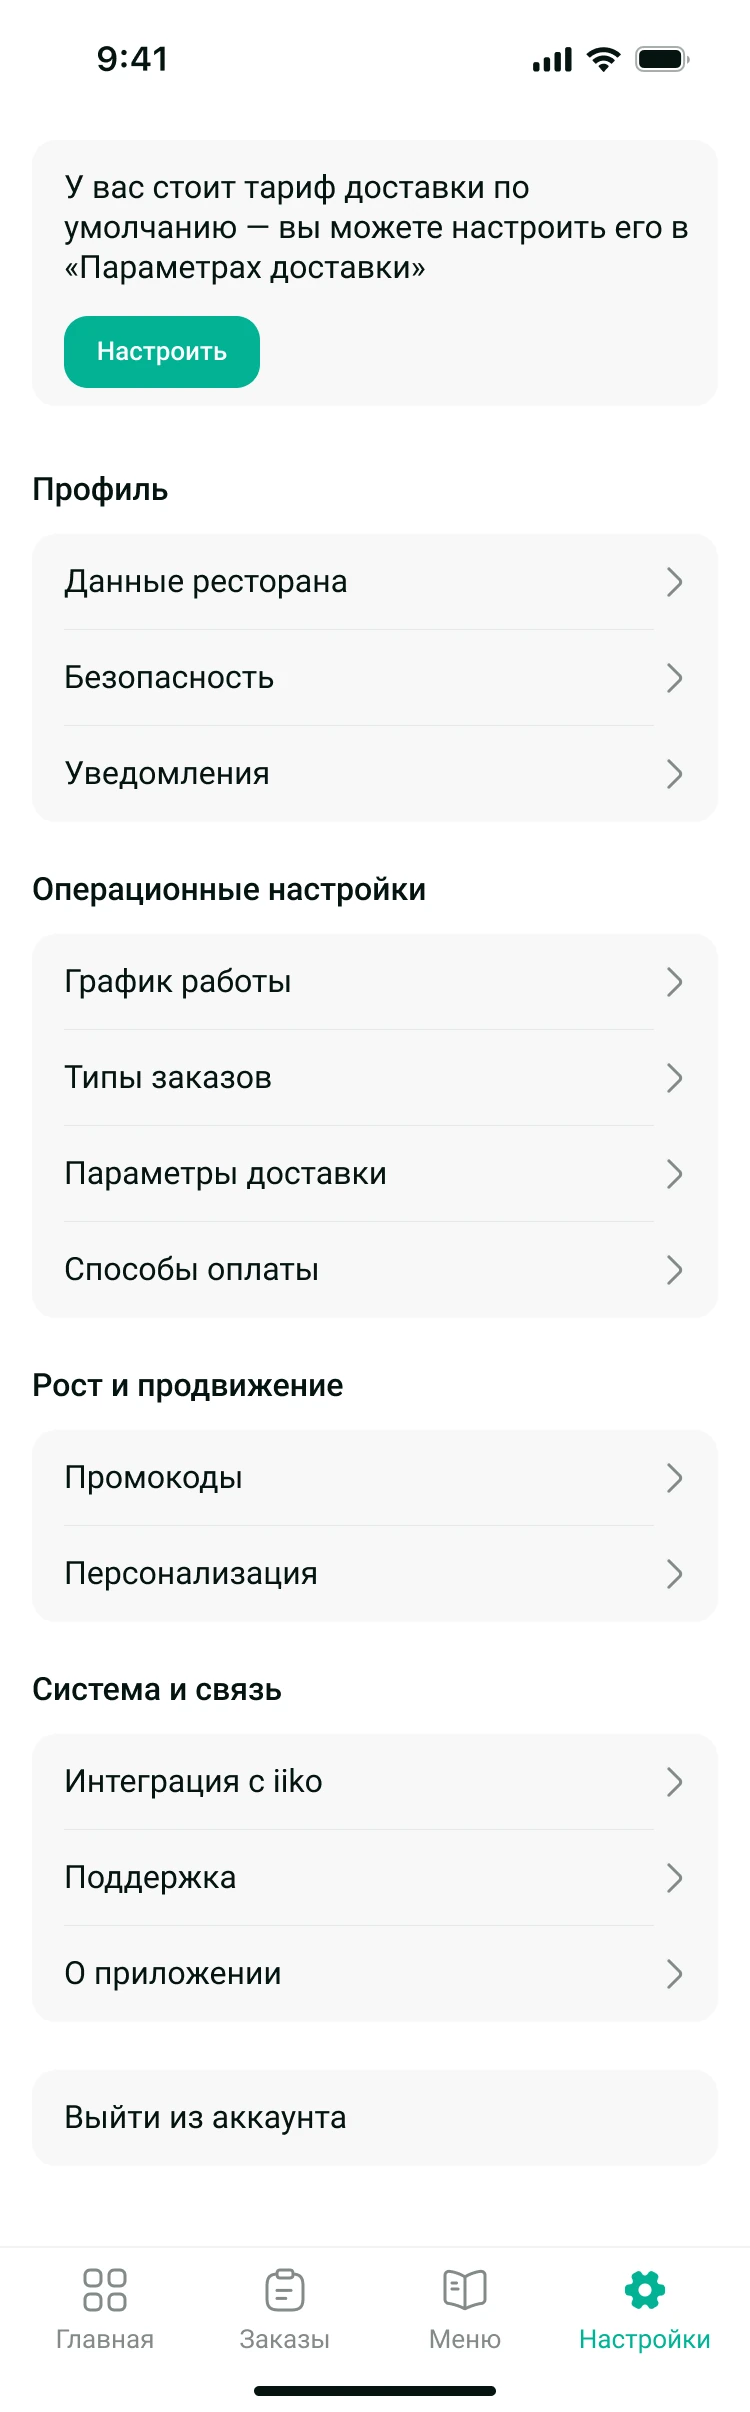 9:41
У вас стоит тариф доставки по
умолчанию — вы можете настроить его в
«Параметрах доставки»
Настроить
Профиль
Данные ресторана
Безопасность
Уведомления
Операционные настройки
График работы
Типы заказов
Параметры доставки
Способы оплаты
Рост и продвижение
Промокоды
Персонализация
Система и связь
Интеграция с iiko
Поддержка
О приложении
Выйти из аккаунта
Главная
Заказы
Меню
Настройки